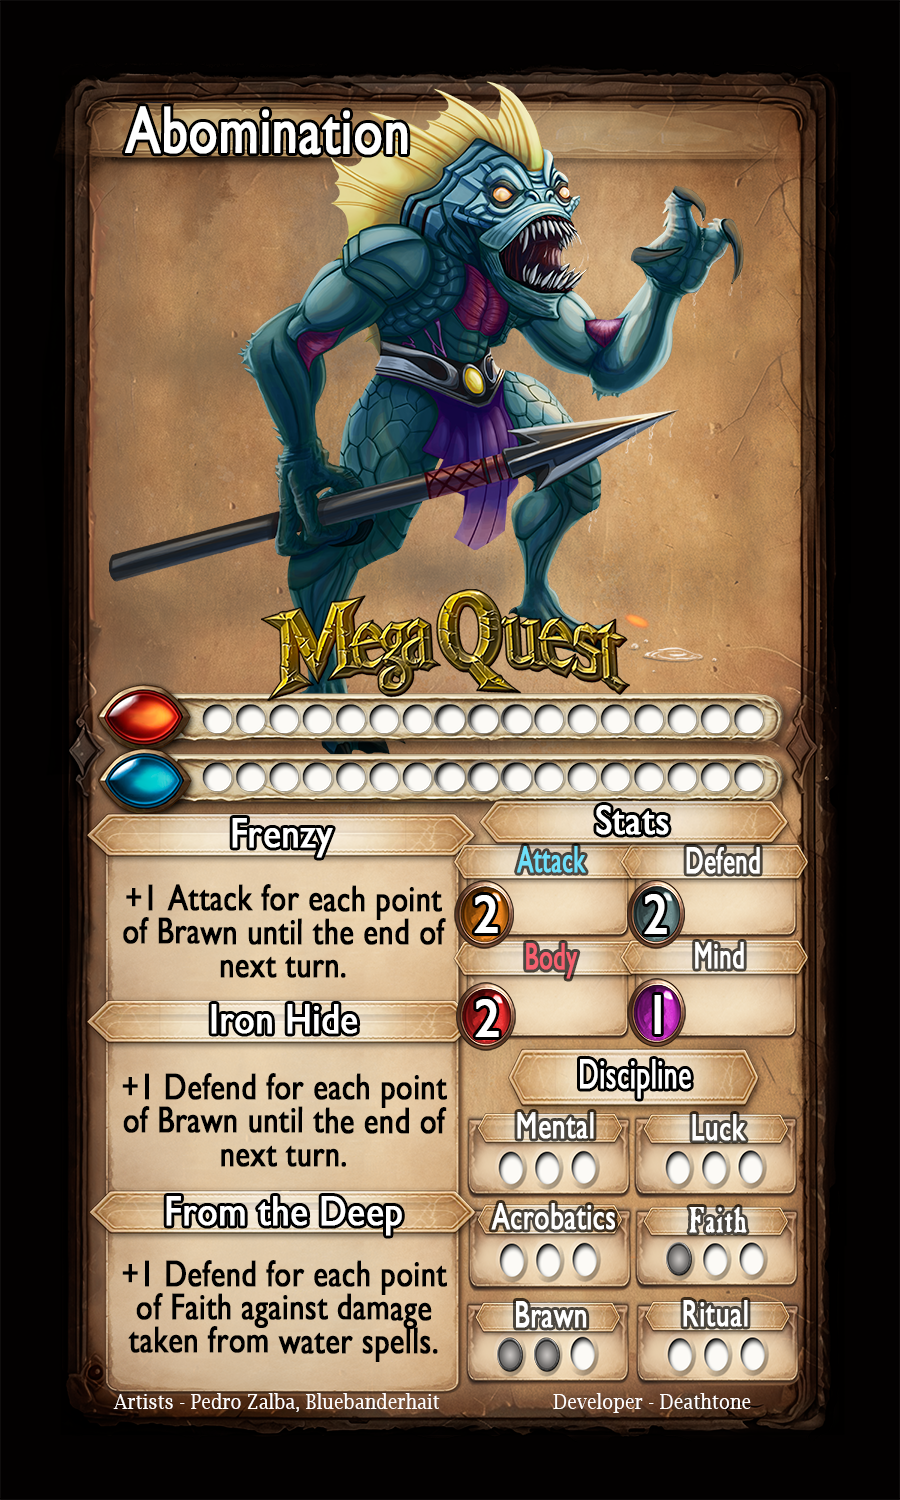 Abomination
Mega Quest
Frenzy
+1 Attack for each point
of Brawn until the end of
next turn.
Iron Hide
+1 Defend for each point
of Brawn until the end of
next turn.
From the Deep
+1 Defend for each point
of Faith against damage
taken from water spells.
Stats
Attack Defend
2 2
Body Mind
2 1
Discipline
Mental Luck
Acrobatics Faith
Brawn Ritual
Artists - Pedro Zalba, Bluebanderhait
Developer - Deathtone